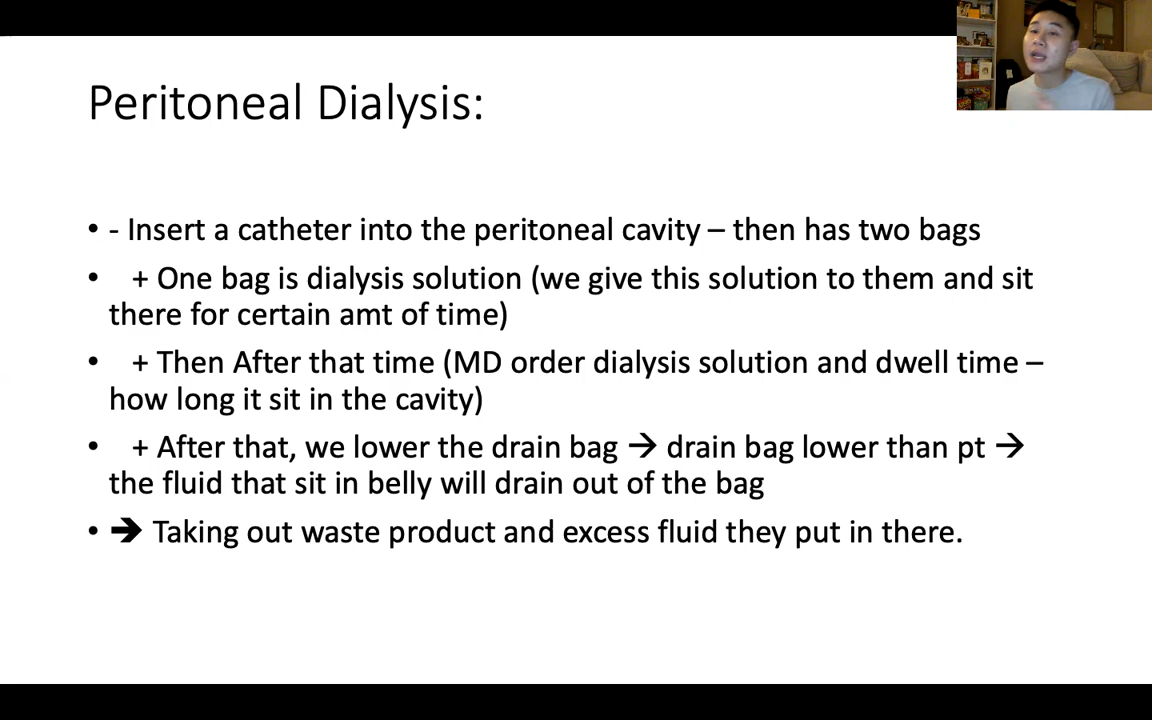 Peritoneal Dialysis:
• - Insert a catheter into the peritoneal cavity – then has two bags
• + One bag is dialysis solution (we give this solution to them and sit
there for certain amt of time)
• + Then After that time (MD order dialysis solution and dwell time –
how long it sit in the cavity)
• + After that, we lower the drain bag → drain bag lower than pt →
the fluid that sit in belly will drain out of the bag
• ➔ Taking out waste product and excess fluid they put in there.